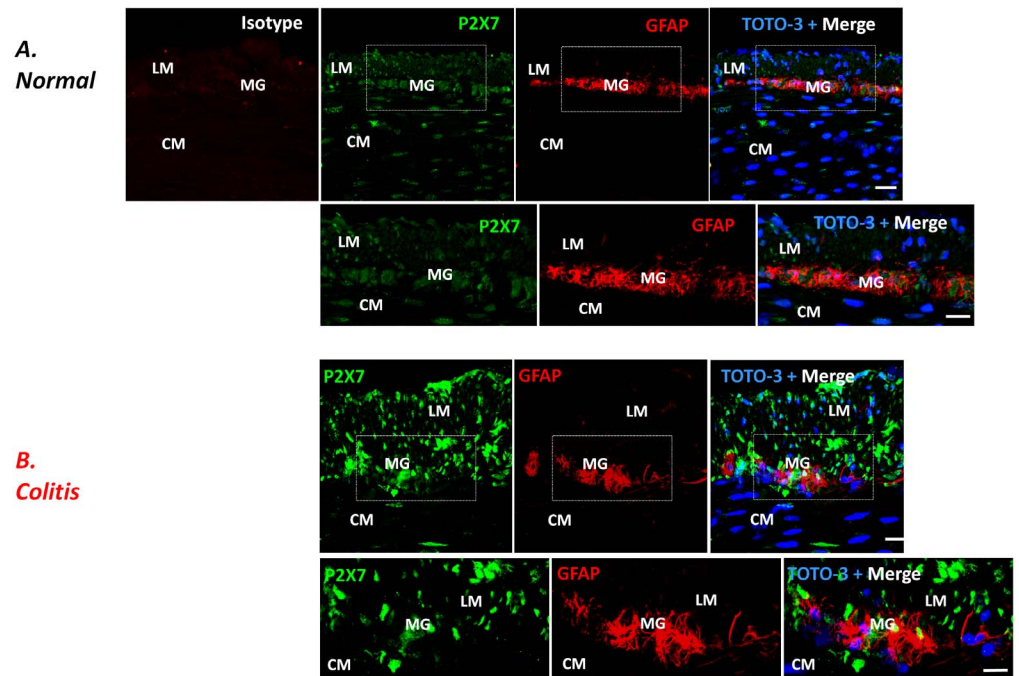 A.
Normal
Isotype
LM
MG
CM
P2X7
LM
MG
CM
GFAP
LM
MG
CM
TOTO-3 + Merge
LM
MG
CM
P2X7
LM
MG
CM
GFAP
LM
MG
CM
TOTO-3 + Merge
LM
MG
CM
B.
Colitis
P2X7
LM
MG
CM
GFAP
LM
MG
CM
TOTO-3 + Merge
LM
MG
CM
P2X7
LM
MG
CM
GFAP
LM
MG
CM
TOTO-3 + Merge
LM
MG
CM